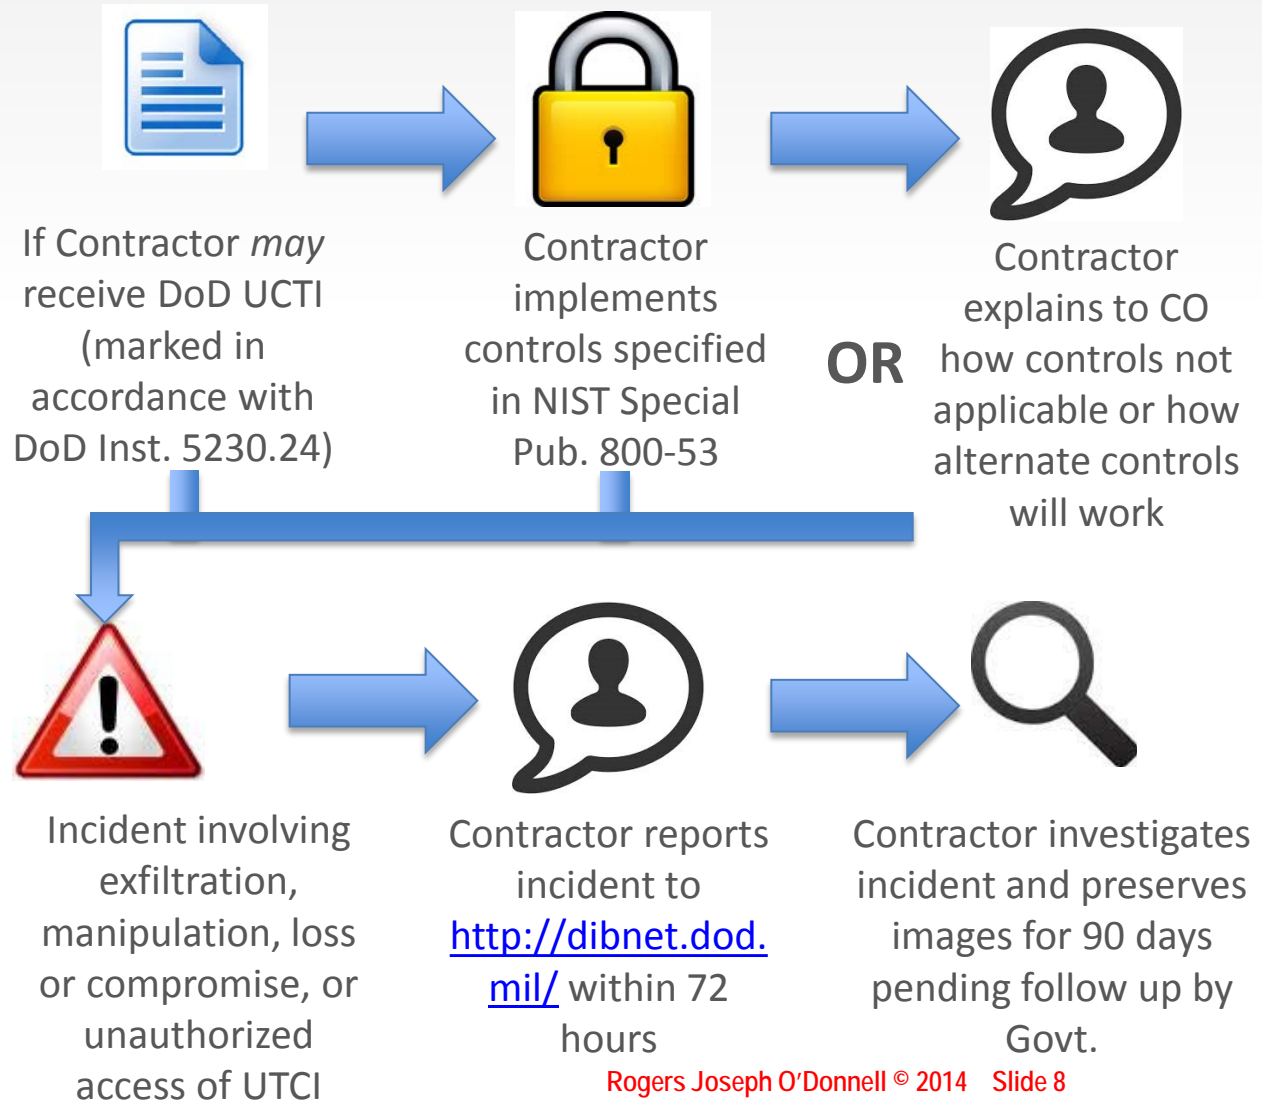 If Contractor may
receive DoD UCTI
(marked in
accordance with
DoD Inst. 5230.24)
Contractor
implements
controls specified
in NIST Special
Pub. 800-53
OR
Contractor
explains to CO
how controls not
applicable or how
alternate controls
will work
Incident involving
exfiltration,
manipulation, loss
or compromise, or
unauthorized
access of UTCI
Contractor reports
incident to
http://dibnet.dod.
mil/ within 72
hours
Contractor investigates
incident and preserves
images for 90 days
pending follow up by
Govt.
Rogers Joseph O'Donnell © 2014 Slide 8